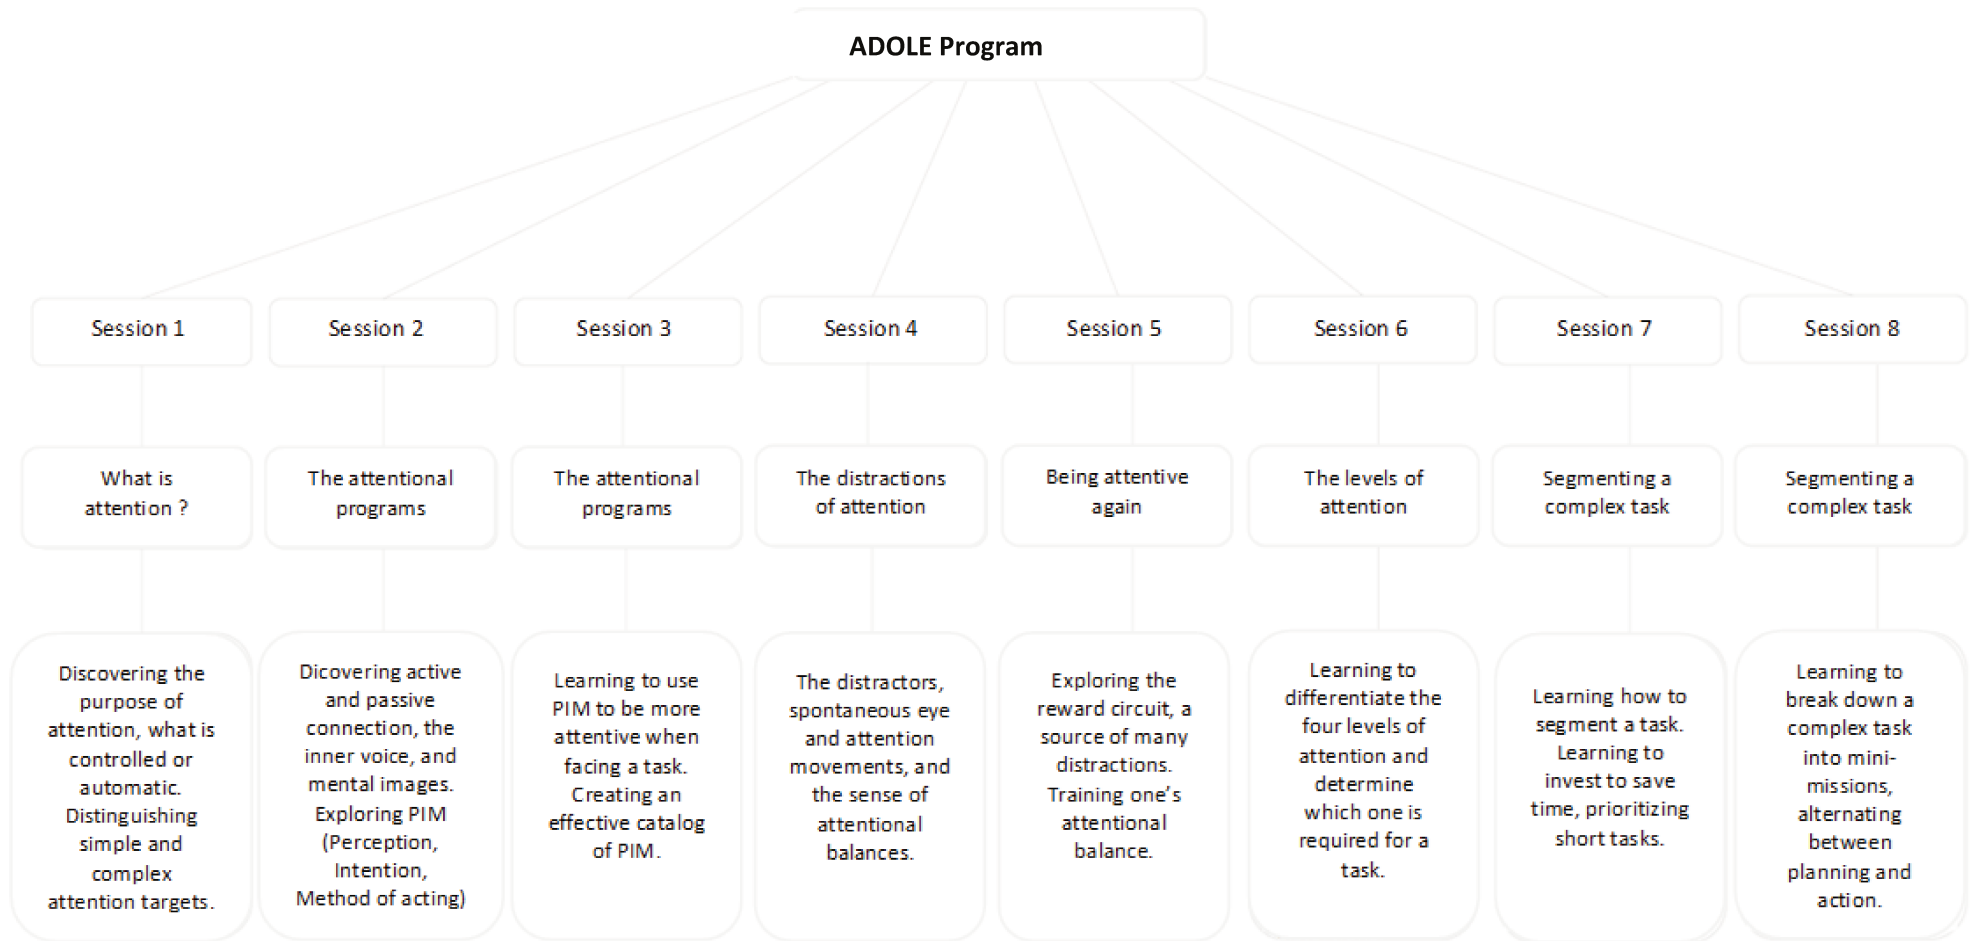 ADOLE Program
Session 1
Session 2
Session 3
Session 4
Session 5
Session 6
Session 7
Session 8
What is
attention ?
The attentional
programs
The attentional
programs
The distractions
of attention
Being attentive
again
The levels of
attention
Segmenting a
complex task
Segmenting a
complex task
Discovering the
purpose of
attention, what is
controlled or
automatic.
Distinguishing
simple and
complex
attention targets.
Dicovering active
and passive
connection, the
inner voice, and
mental images.
Exploring PIM
(Perception,
Intention,
Method of acting)
Learning to use
PIM to be more
attentive when
facing a task.
Creating an
effective catalog
of PIM.
The distractors,
spontaneous eye
and attention
movements, and
the sense of
attentional
balances.
Exploring the
reward circuit, a
source of many
distractions.
Training one's
attentional
balance.
Learning to
differentiate the
four levels of
attention and
determine
which one is
required for a
task.
Learning how to
segment a task.
Learning to
invest to save
time, prioritizing
short tasks.
Learning to
break down a
complex task
into mini-
missions,
alternating
between
planning and
action.